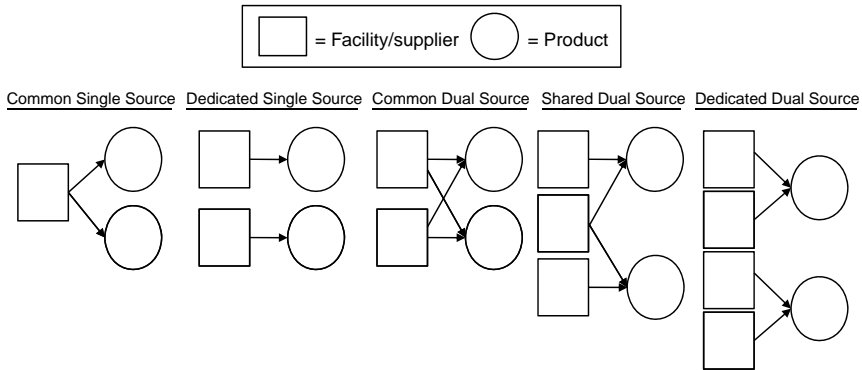 = Facility/supplier = Product
Common Single Source Dedicated Single Source Common Dual Source Shared Dual Source Dedicated Dual Source